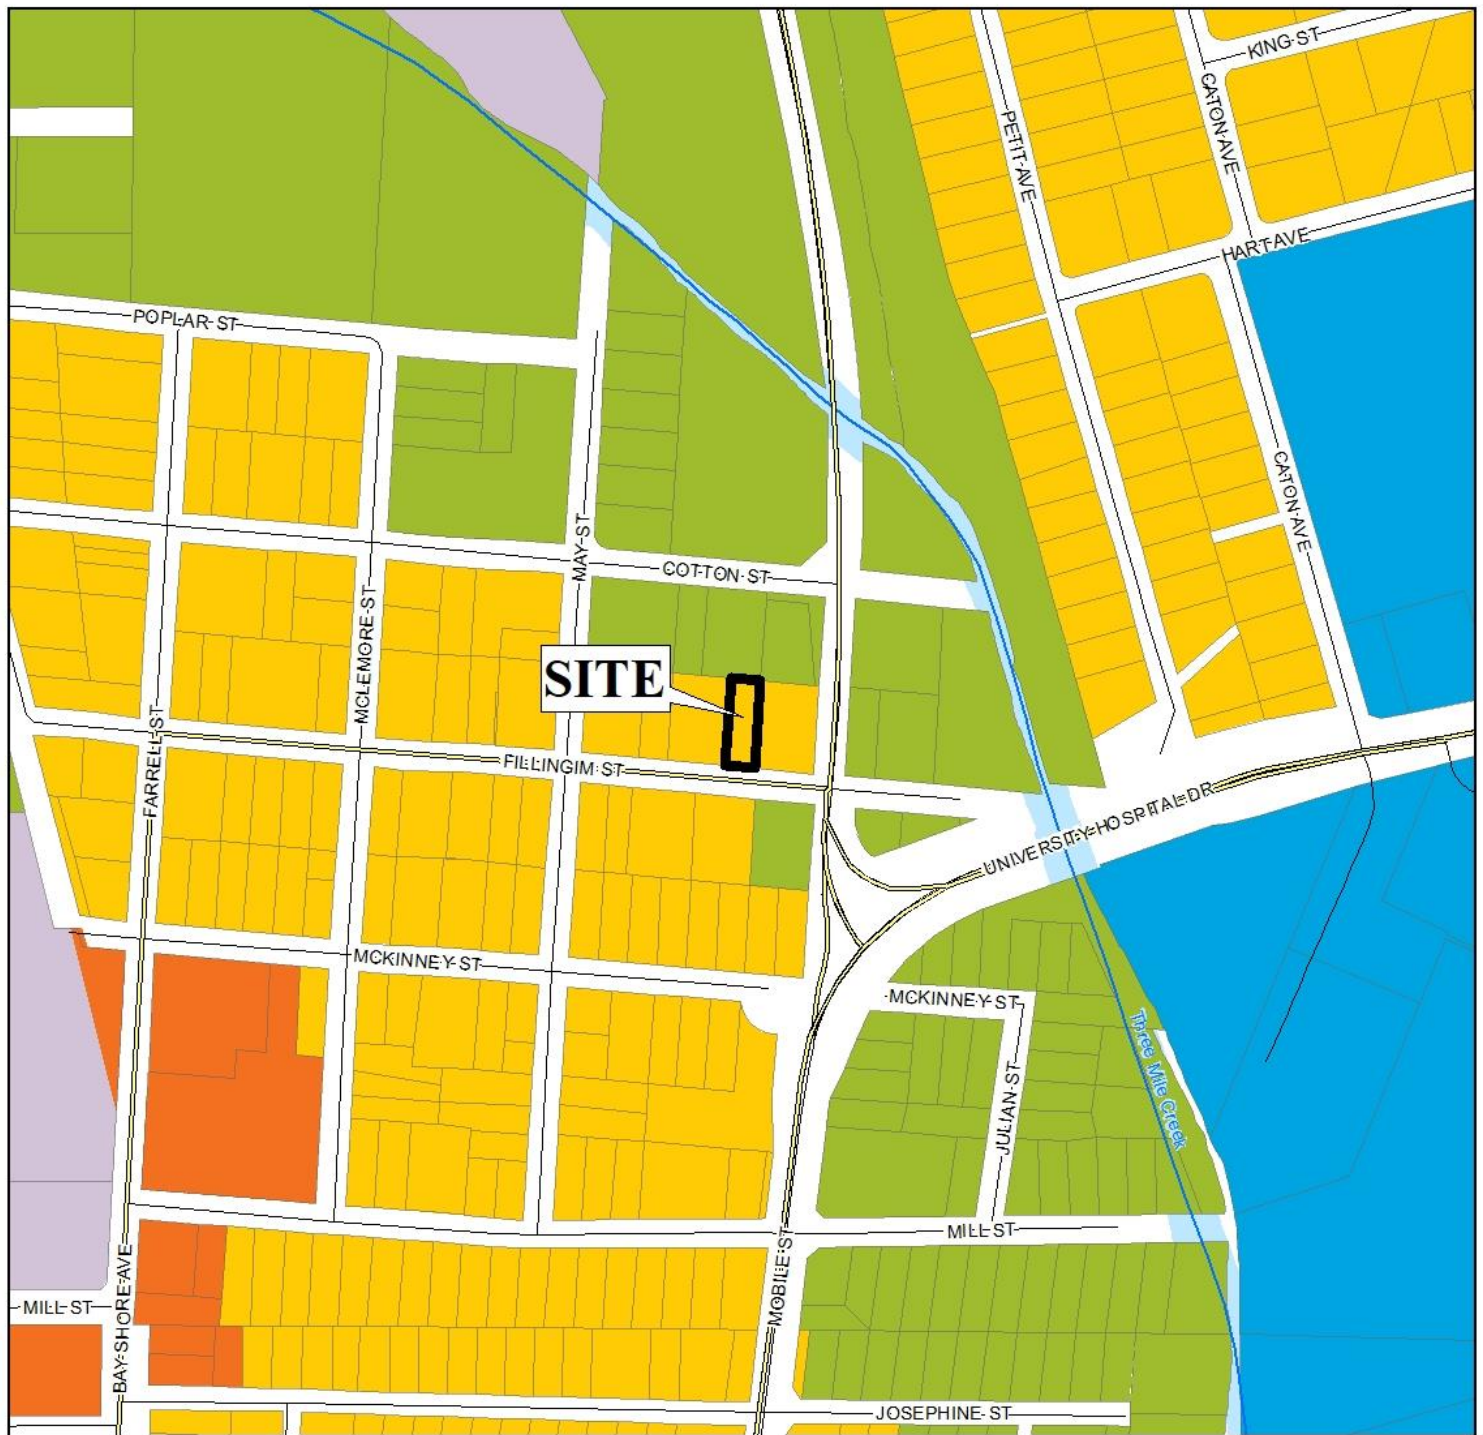 KING ST
CATON AVE
PETIT AVE
HART AVE
POPLAR ST
CATON AVE
MAY ST
COTTON ST
MCLEMORE ST
SITE
FARRELL ST
FILLINGIM ST
UNIVERSITY HOSPITAL DR
MCKINNEY ST
MCKINNEY ST
Three Mile Creek
JULIAN ST
MILL ST
MOBILE ST
MILL ST
BAY SHORE AVE
JOSEPHINE ST